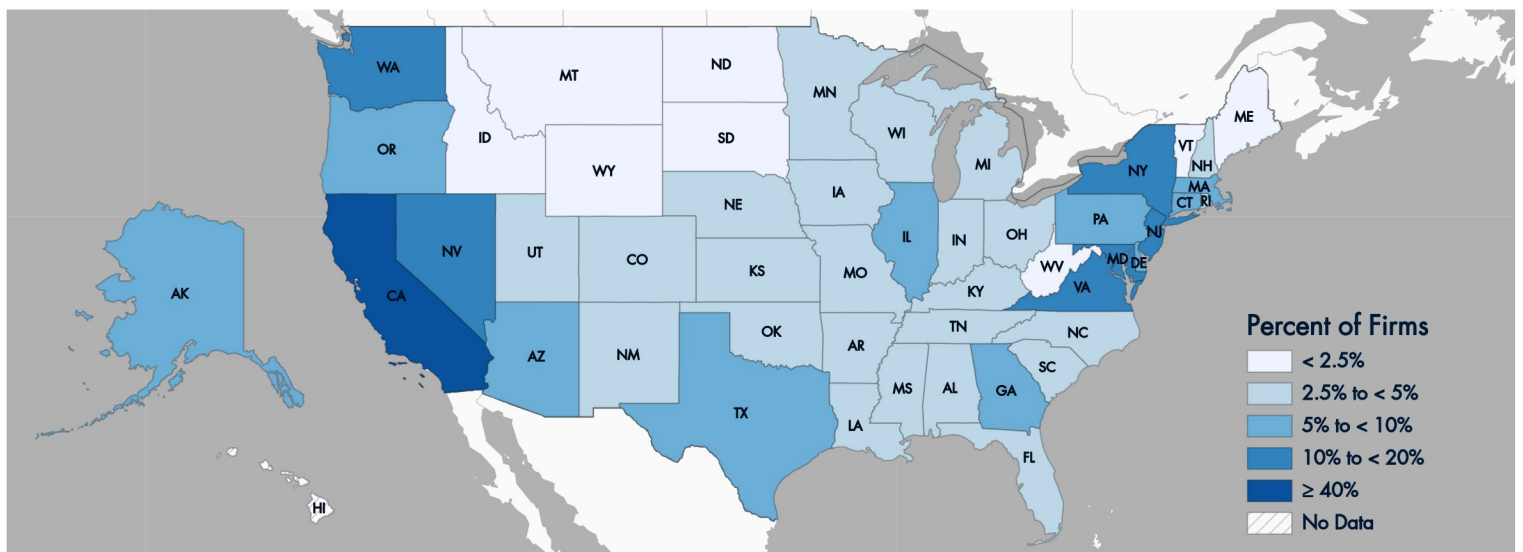 WA
MT
ND
MN
ME
OR
ID
SD
WI
VT
NH
WY
MI
NY
MA
CT RI
NE
IA
PA
NV
UT
CO
IL
IN
OH
NJ
KS
MO
WV
MD DE
AK
CA
KY
VA
TN
NC
OK
AR
AZ
NM
SC
MS
AL
GA
TX
LA
FL
HI
Percent of Firms
< 2.5%
2.5% to < 5%
5% to < 10%
10% to < 20%
≥ 40%
No Data